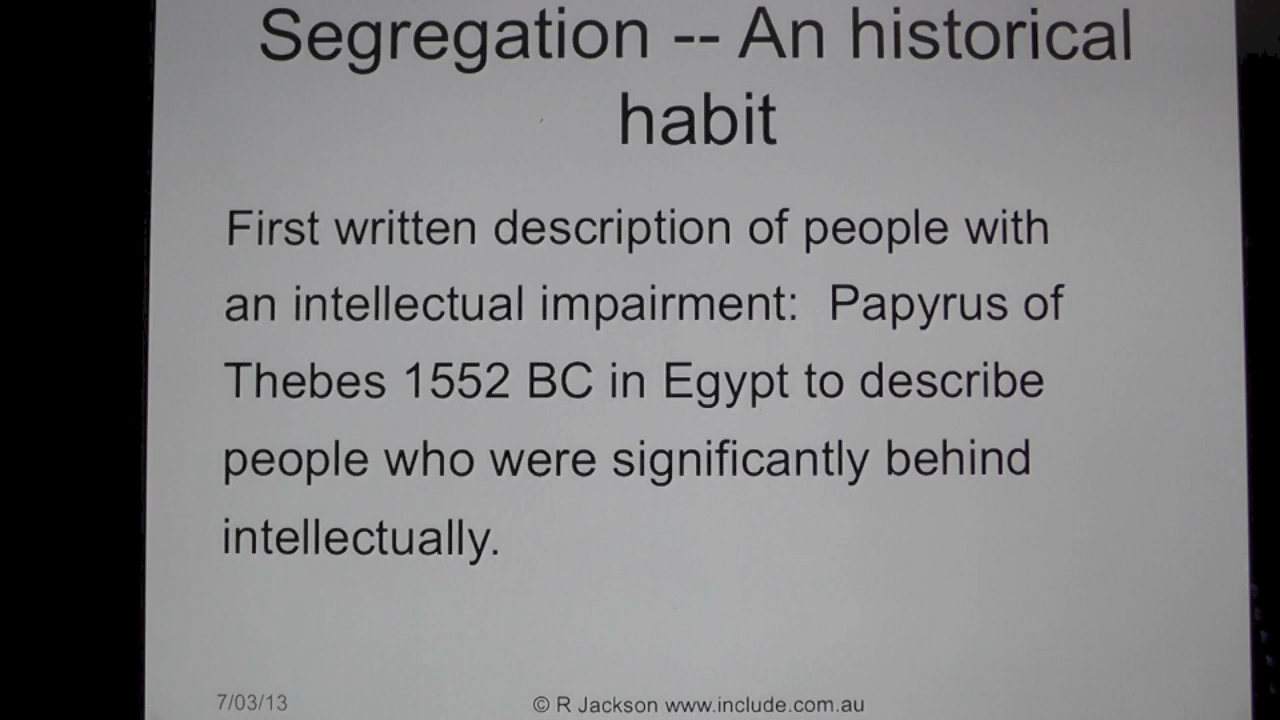 Segregation -- An historical
habit
First written description of people with
an intellectual impairment:  Papyrus of
Thebes 1552 BC in Egypt to describe
people who were significantly behind
intellectually.
7/03/13
© R Jackson www.include.com.au